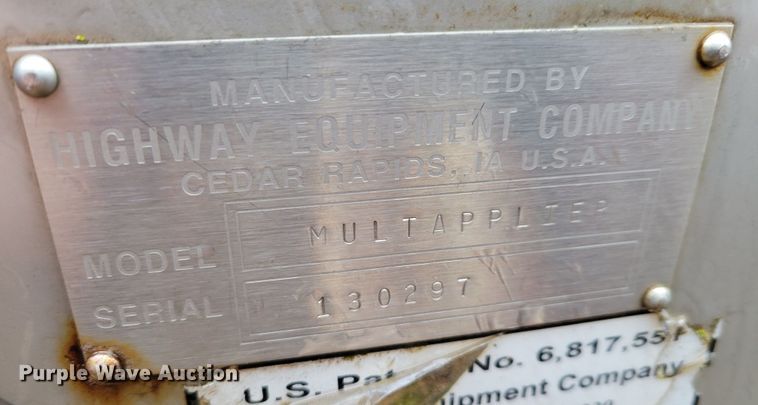 MANUFACTURED BY
HIGHWAY EQUIPMENT COMPANY
CEDAR RAPIDS, IA U.S.A.
MODEL MULTAPPLIER
SERIAL 130297
U.S. Pat No. 6,817,55
uipment Company
Purple Wave Auction